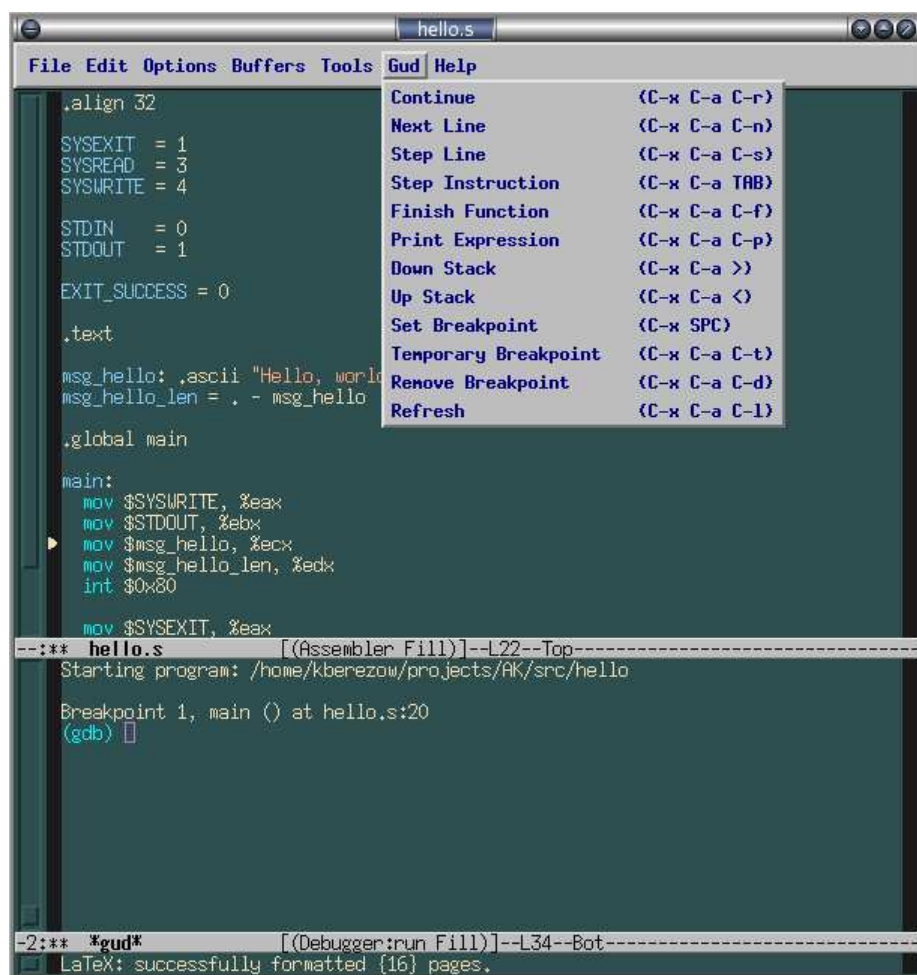 hello.s
File Edit Options Buffers Tools Gud Help
Continue (C-x C-a C-r)
Next Line (C-x C-a C-n)
Step Line (C-x C-a C-s)
Step Instruction (C-x C-a TAB)
Finish Function (C-x C-a C-f)
Print Expression (C-x C-a C-p)
Down Stack (C-x C-a >)
Up Stack (C-x C-a <)
Set Breakpoint (C-x SPC)
Temporary Breakpoint (C-x C-a C-t)
Remove Breakpoint (C-x C-a C-d)
Refresh (C-x C-a C-l)
.align 32
SYSEXIT = 1
SYSREAD = 3
SYSWRITE = 4
STDIN = 0
STDOUT = 1
EXIT_SUCCESS = 0
.text
msg_hello: .ascii "Hello, worl
msg_hello_len = . - msg_hello
.global main
main:
mov $SYSWRITE, %eax
mov $STDOUT, %ebx
mov $msg_hello, %ecx
mov $msg_hello_len, %edx
int $0x80
mov $SYSEXIT, %eax
--:** hello.s [(Assembler Fill)]--L22--Top--------------------------------
Starting program: /home/kberezow/projects/AK/src/hello
Breakpoint 1, main () at hello.s:20
(gdb)
-2:** *gud* [(Debugger:run Fill)]--L34--Bot-----------------------------
LaTeX: successfully formatted {16} pages.